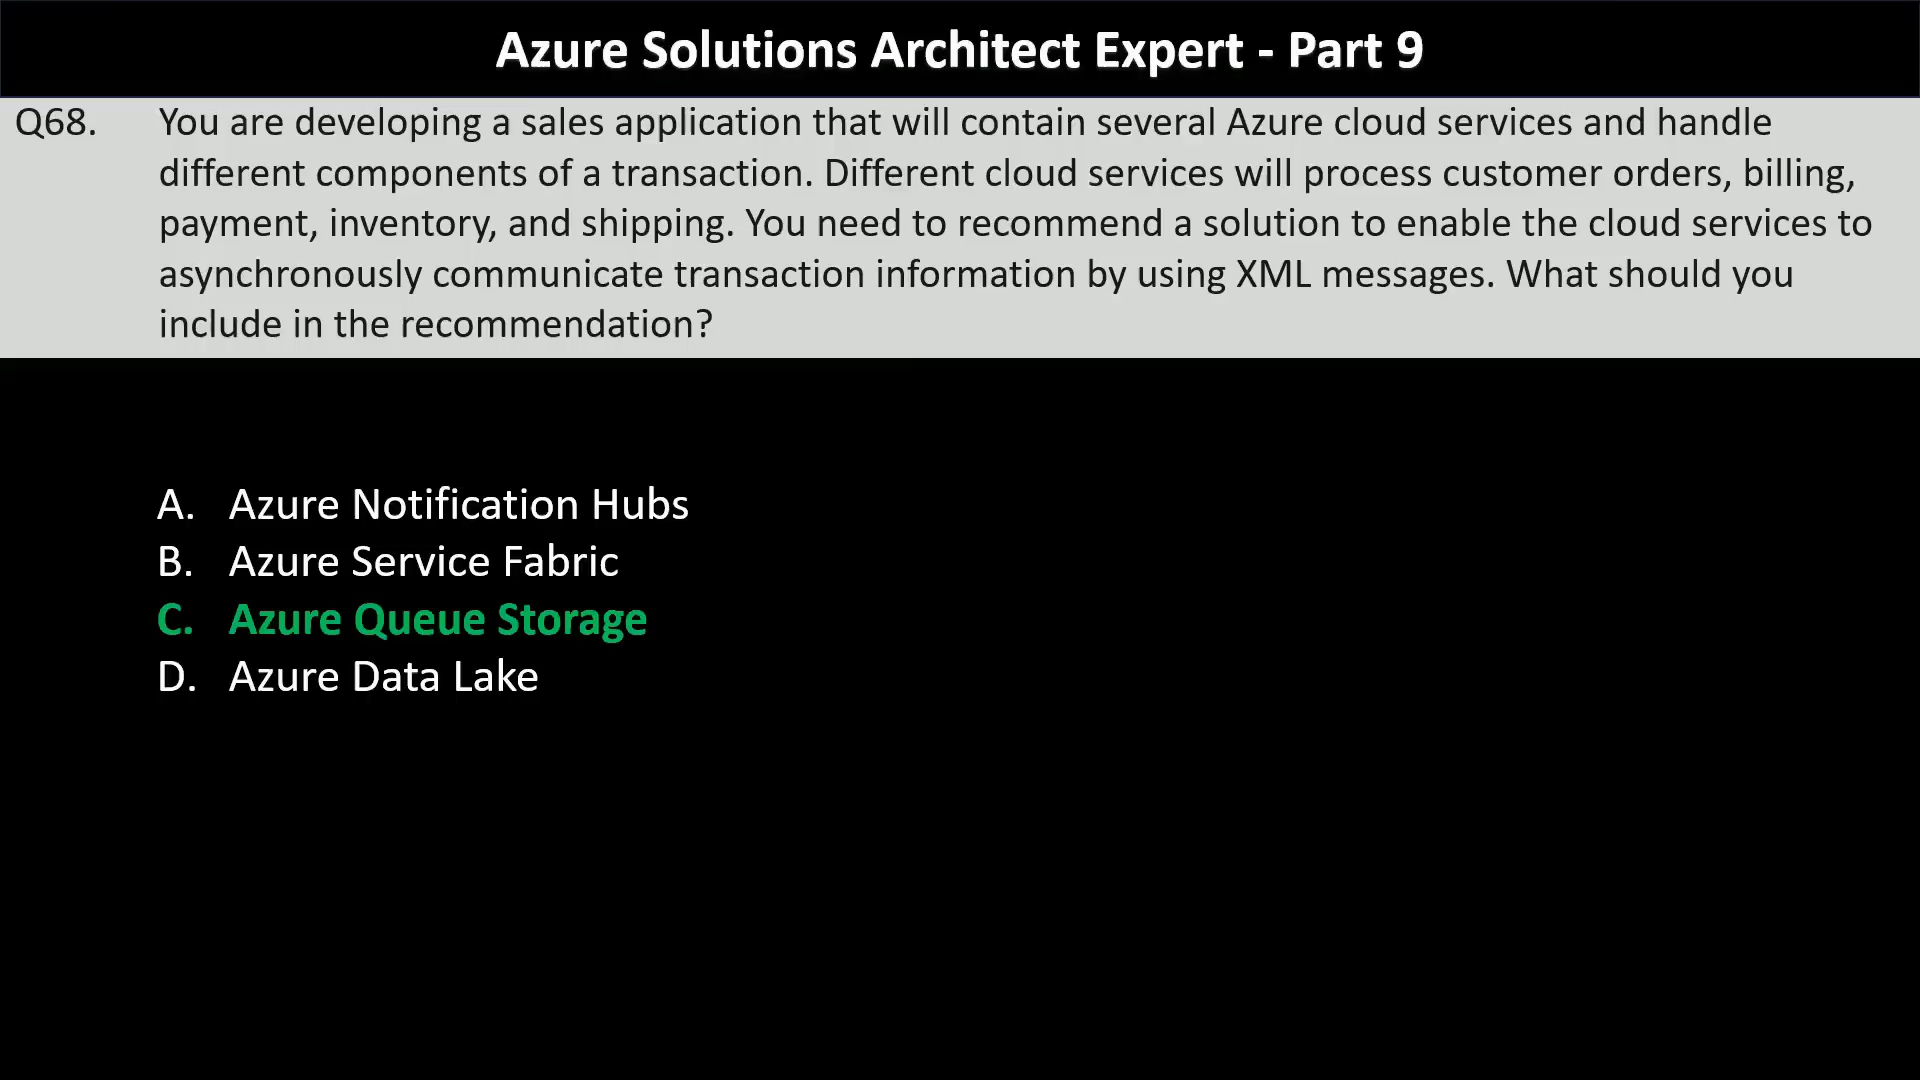 Azure Solutions Architect Expert - Part 9
Q68. You are developing a sales application that will contain several Azure cloud services and handle
different components of a transaction. Different cloud services will process customer orders, billing,
payment, inventory, and shipping. You need to recommend a solution to enable the cloud services to
asynchronously communicate transaction information by using XML messages. What should you
include in the recommendation?
A. Azure Notification Hubs
B. Azure Service Fabric
C. Azure Queue Storage
D. Azure Data Lake